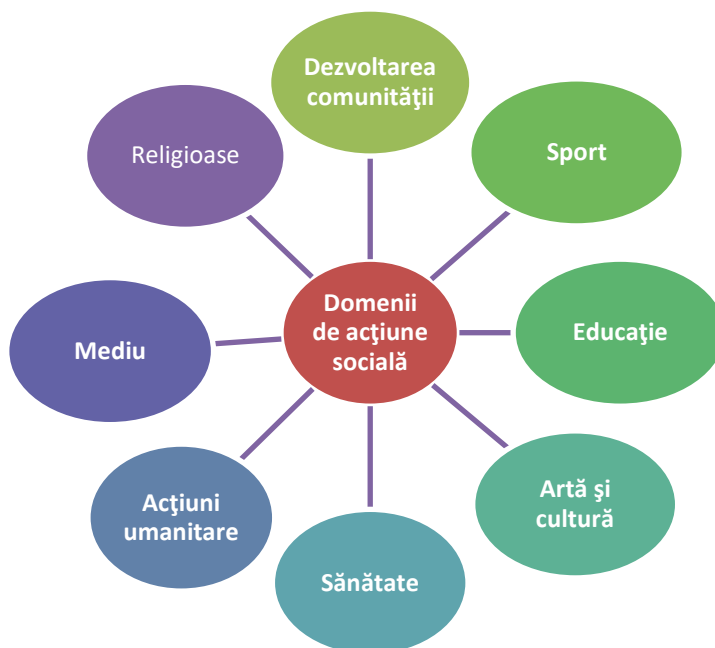 Dezvoltarea
comunităţii
Sport
Educaţie
Artă şi
cultură
Sănătate
Acţiuni
umanitare
Mediu
Religioase
Domenii
de acţiune
socială